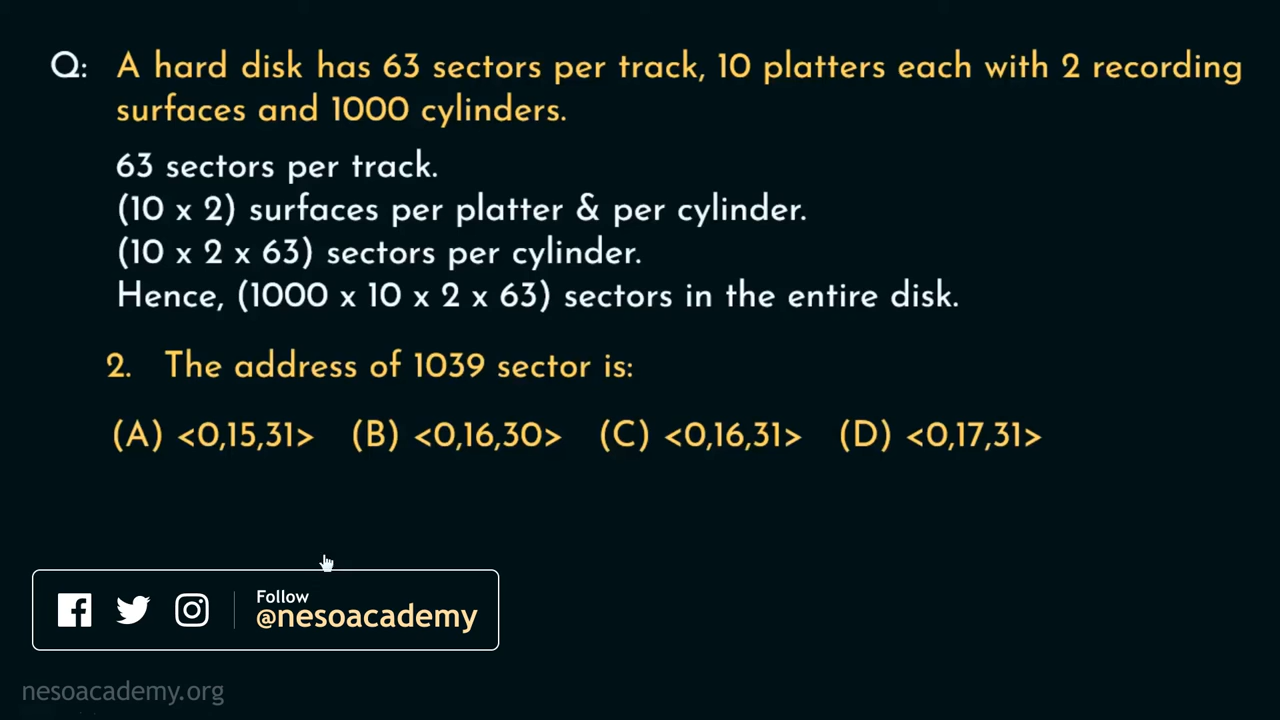 Q: A hard disk has 63 sectors per track, 10 platters each with 2 recording
surfaces and 1000 cylinders.
63 sectors per track.
(10 x 2) surfaces per platter & per cylinder.
(10 x 2 x 63) sectors per cylinder.
Hence, (1000 x 10 x 2 x 63) sectors in the entire disk.
2. The address of 1039 sector is:
(A) <0,15,31> (B) <0,16,30> (C) <0,16,31> (D) <0,17,31>
Follow
@nesoacademy
nesoacademy.org